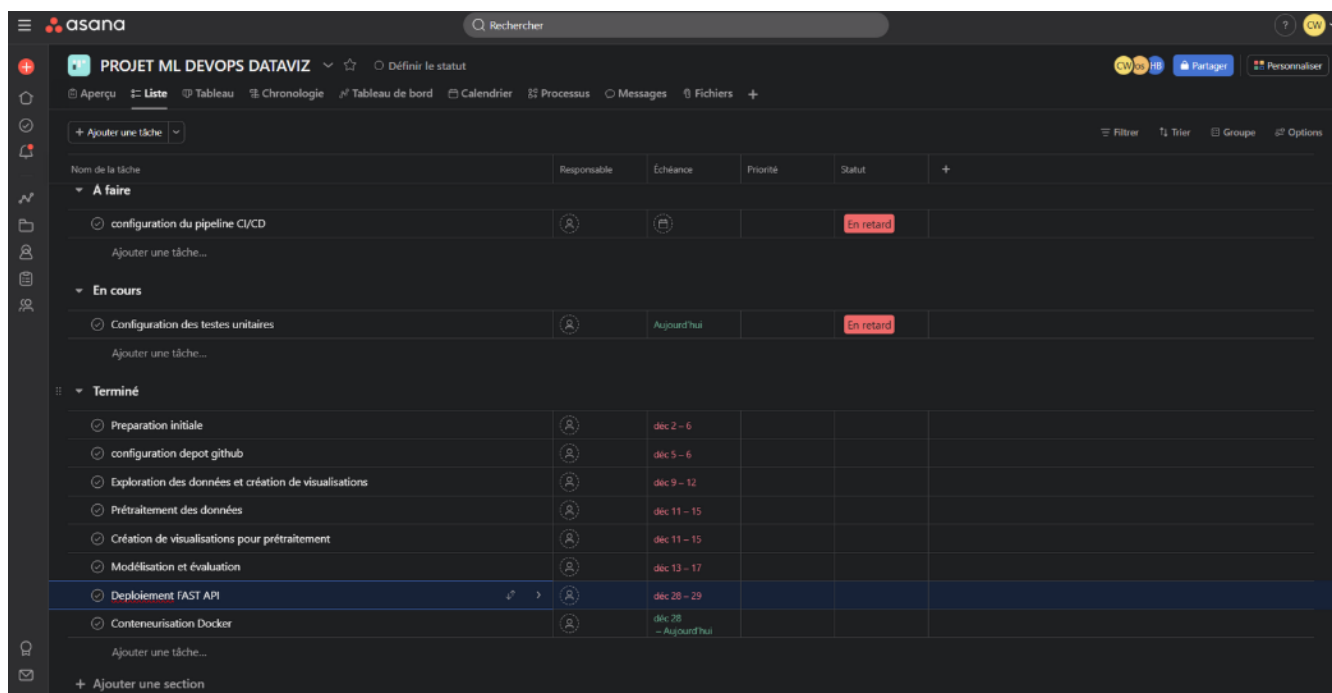 asana
Rechercher
?
CW
PROJET ML DEVOPS DATAVIZ
Définir le statut
CW os HB
Partager
Personnaliser
Aperçu Liste Tableau Chronologie Tableau de bord Calendrier Processus Messages Fichiers +
+ Ajouter une tâche
Filtrer Trier Groupe Options
Nom de la tâche Responsable Échéance Priorité Statut +
A faire
configuration du pipeline CI/CD En retard
Ajouter une tâche...
En cours
Configuration des testes unitaires Aujourd'hui En retard
Ajouter une tâche...
Terminé
Preparation initiale déc 2 – 6
configuration depot github déc 5 – 6
Exploration des données et création de visualisations déc 9 – 12
Prétraitement des données déc 11 – 15
Création de visualisations pour prétraitement déc 11 – 15
Modélisation et évaluation déc 13 – 17
Deploiement FAST API déc 28 – 29
Conteneurisation Docker déc 28
– Aujourd'hui
Ajouter une tâche...
+ Ajouter une section